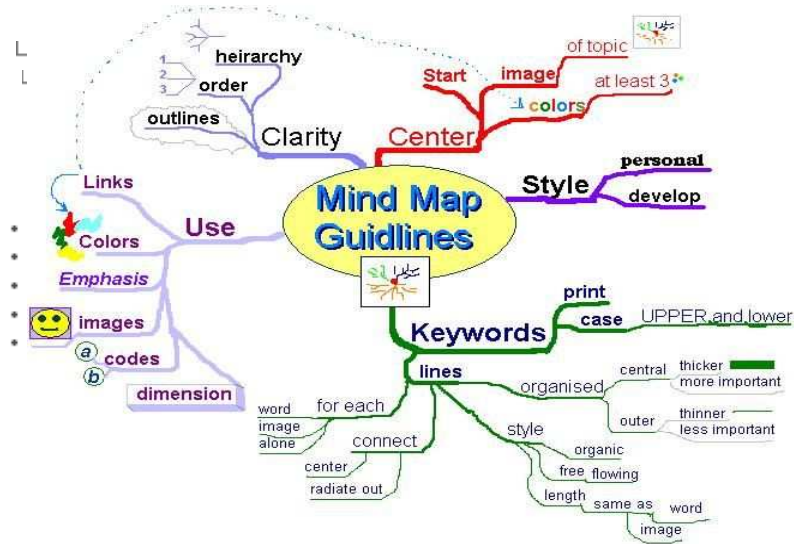 Mind Map
Guidlines
Center
Start
image
of topic
colors
at least 3
Style
personal
develop
Keywords
print
case
UPPER and lower
lines
organised
central
thicker
more important
outer
thinner
less important
style
organic
free flowing
length
same as
word
image
connect
center
radiate out
for each
word
image
alone
Use
Links
Colors
Emphasis
images
codes
a
b
dimension
Clarity
heirarchy
order
1
2
3
outlines